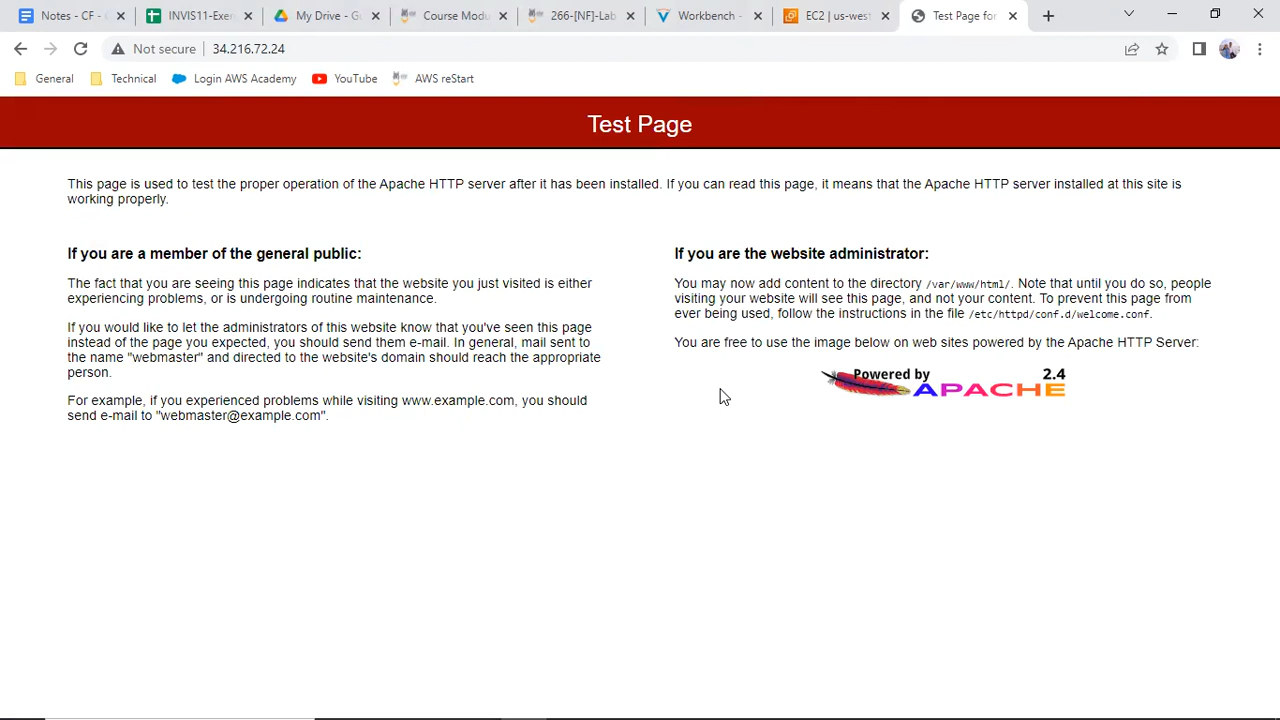 Notes - GF - C
INVIS11-Exer
My Drive - G
Course Modu
266-[NF]-Lab
Workbench -
EC2 | us-west
Test Page for
Not secure
34.216.72.24
General
Technical
Login AWS Academy
YouTube
AWS reStart
Test Page
This page is used to test the proper operation of the Apache HTTP server after it has been installed. If you can read this page, it means that the Apache HTTP server installed at this site is
working properly.
If you are a member of the general public:
The fact that you are seeing this page indicates that the website you just visited is either
experiencing problems, or is undergoing routine maintenance.
If you would like to let the administrators of this website know that you've seen this page
instead of the page you expected, you should send them e-mail. In general, mail sent to
the name "webmaster" and directed to the website's domain should reach the appropriate
person.
For example, if you experienced problems while visiting www.example.com, you should
send e-mail to "webmaster@example.com".
If you are the website administrator:
You may now add content to the directory /var/www/html/. Note that until you do so, people
visiting your website will see this page, and not your content. To prevent this page from
ever being used, follow the instructions in the file /etc/httpd/conf.d/welcome.conf.
You are free to use the image below on web sites powered by the Apache HTTP Server:
Powered by 2.4
APACHE